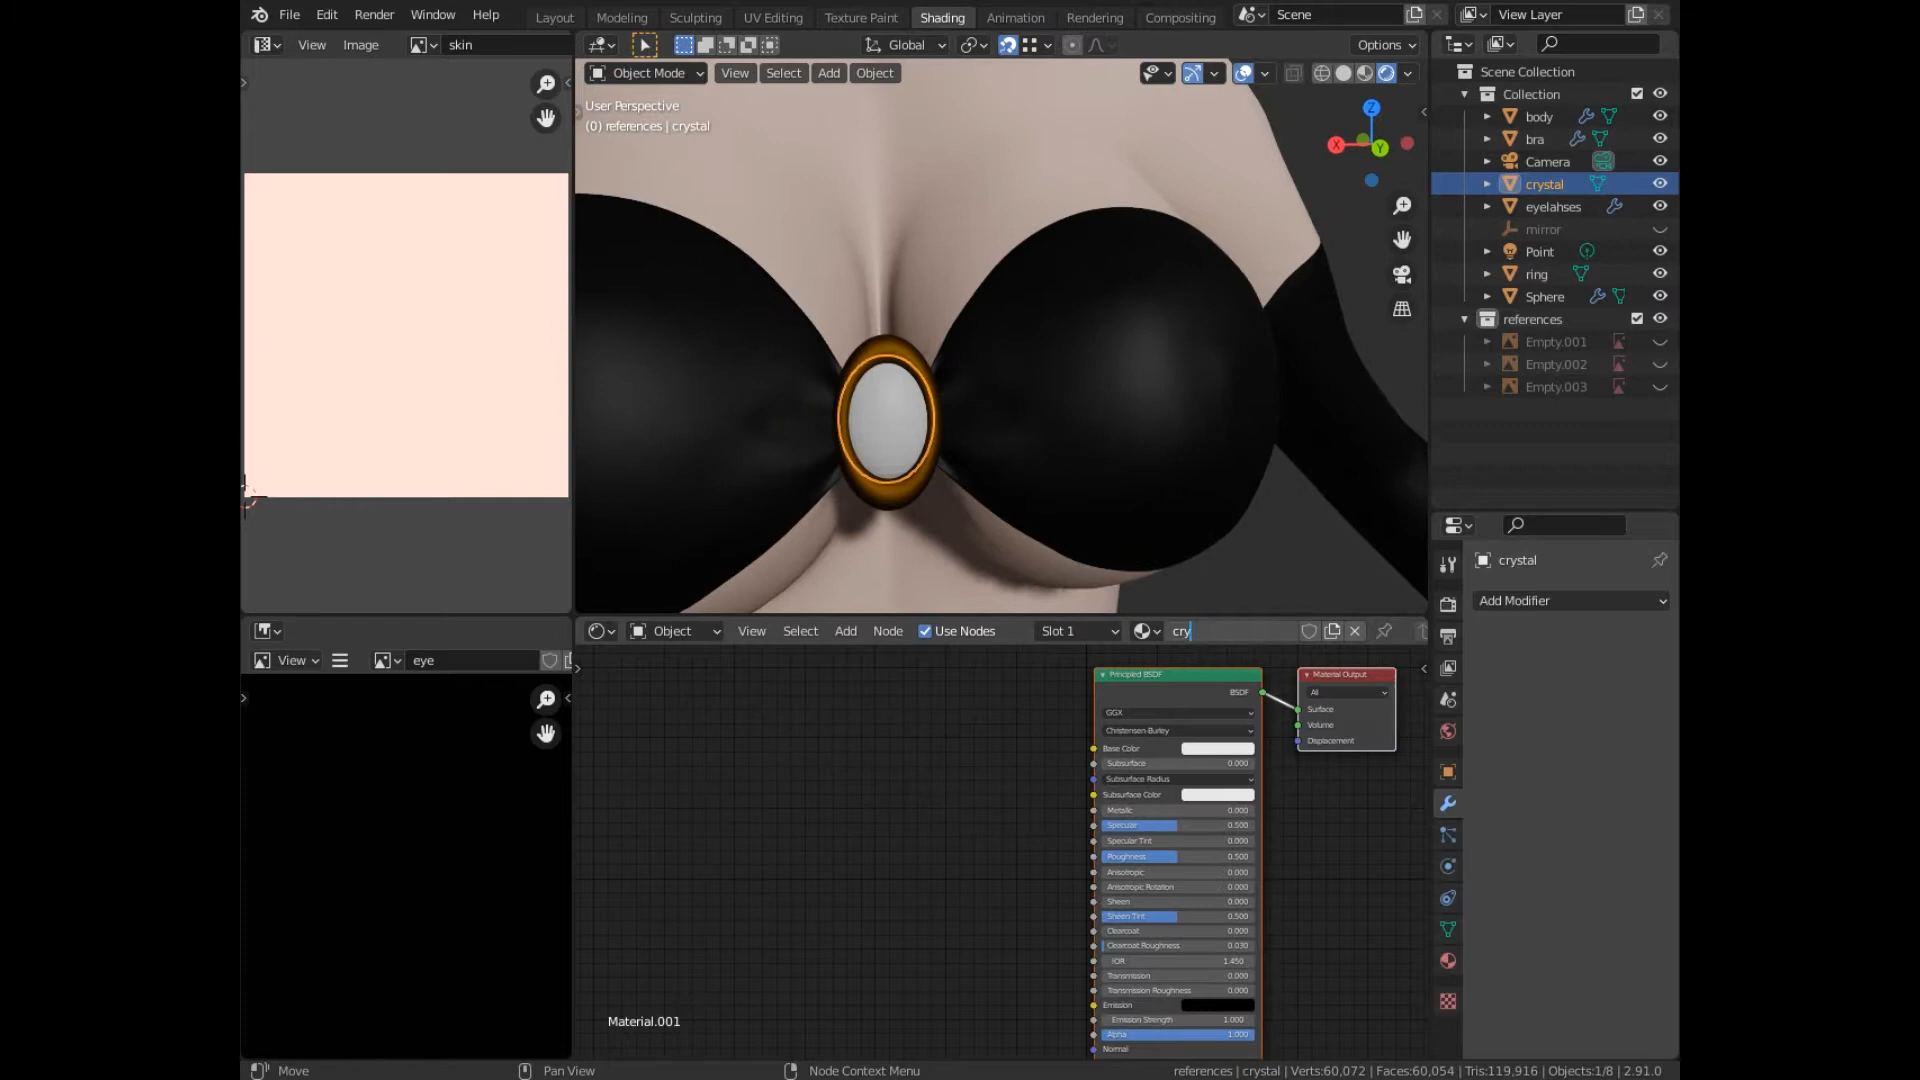 File Edit Render Window Help
Layout Modeling Sculpting UV Editing Texture Paint Shading Animation Rendering Compositing
Scene
View Layer
View Image skin
Global
Options
Object Mode View Select Add Object
User Perspective
(0) references | crystal
Z
X
Y
Scene Collection
Collection
body
bra
Camera
crystal
eyelahses
mirror
Point
ring
Sphere
references
Empty.001
Empty.002
Empty.003
crystal
Add Modifier
Object View Select Add Node Use Nodes Slot 1 cry
View eye
Principled BSDF
BSDF
GGX
Christensen-Burley
Base Color
Subsurface 0.000
Subsurface Radius
Subsurface Color
Metallic 0.000
Specular 0.500
Specular Tint 0.000
Roughness 0.500
Anisotropic 0.000
Anisotropic Rotation 0.000
Sheen 0.000
Sheen Tint 0.500
Clearcoat 0.000
Clearcoat Roughness 0.030
IOR 1.450
Transmission 0.000
Transmission Roughness 0.000
Emission
Emission Strength 1.000
Alpha 1.000
Normal
Material Output
All
Surface
Volume
Displacement
Material.001
Move
Pan View
Node Context Menu
references | crystal | Verts:60,072 | Faces:60,054 | Tris:119,916 | Objects:1/8 | 2.91.0